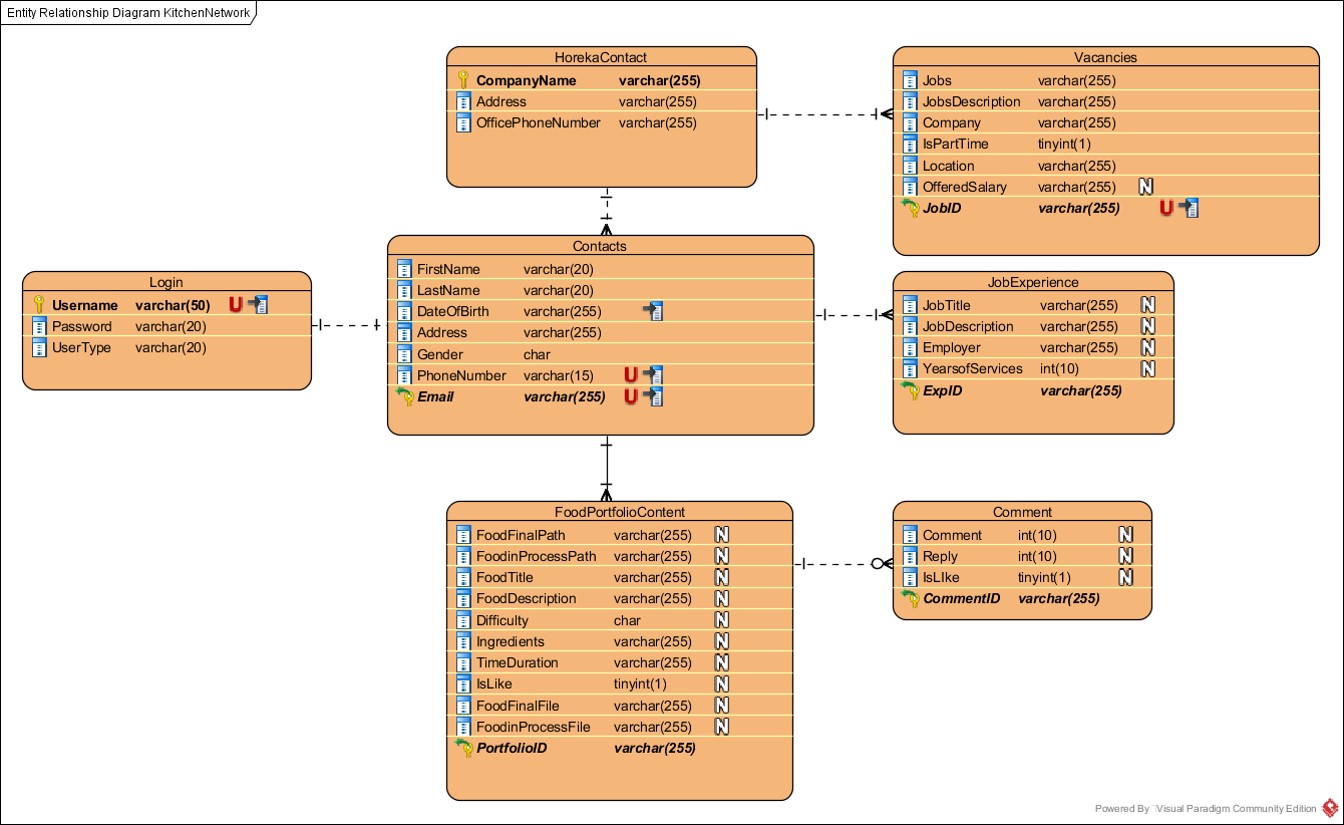 Entity Relationship Diagram KitchenNetwork
HorekaContact
CompanyName varchar(255)
Address varchar(255)
OfficePhoneNumber varchar(255)
Vacancies
Jobs varchar(255)
JobsDescription varchar(255)
Company varchar(255)
IsPartTime tinyint(1)
Location varchar(255)
OfferedSalary varchar(255) N
JobID varchar(255) U
Login
Username varchar(50) U
Password varchar(20)
UserType varchar(20)
Contacts
FirstName varchar(20)
LastName varchar(20)
DateOfBirth varchar(255)
Address varchar(255)
Gender char
PhoneNumber varchar(15) U
Email varchar(255) U
JobExperience
JobTitle varchar(255) N
JobDescription varchar(255) N
Employer varchar(255) N
YearsofServices int(10) N
ExpID varchar(255)
FoodPortfolioContent
FoodFinalPath varchar(255) N
FoodinProcessPath varchar(255) N
FoodTitle varchar(255) N
FoodDescription varchar(255) N
Difficulty char N
Ingredients varchar(255) N
TimeDuration varchar(255) N
IsLike tinyint(1) N
FoodFinalFile varchar(255) N
FoodinProcessFile varchar(255) N
PortfolioID varchar(255)
Comment
Comment int(10) N
Reply int(10) N
IsLIke tinyint(1) N
CommentID varchar(255)
Powered By Visual Paradigm Community Edition